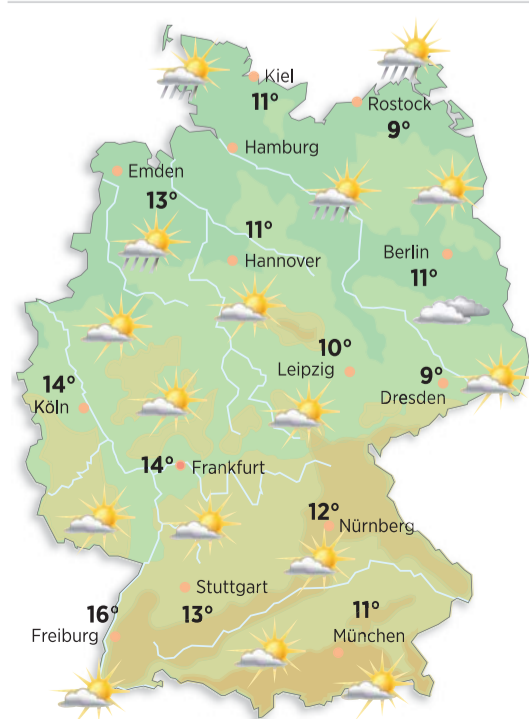 Kiel
11°
Rostock
9°
Hamburg
Emden
13°
11°
Hannover
Berlin
11°
10°
Leipzig
9°
Dresden
14°
Köln
14° Frankfurt
12°
Nürnberg
Stuttgart
13°
16°
Freiburg
11°
München